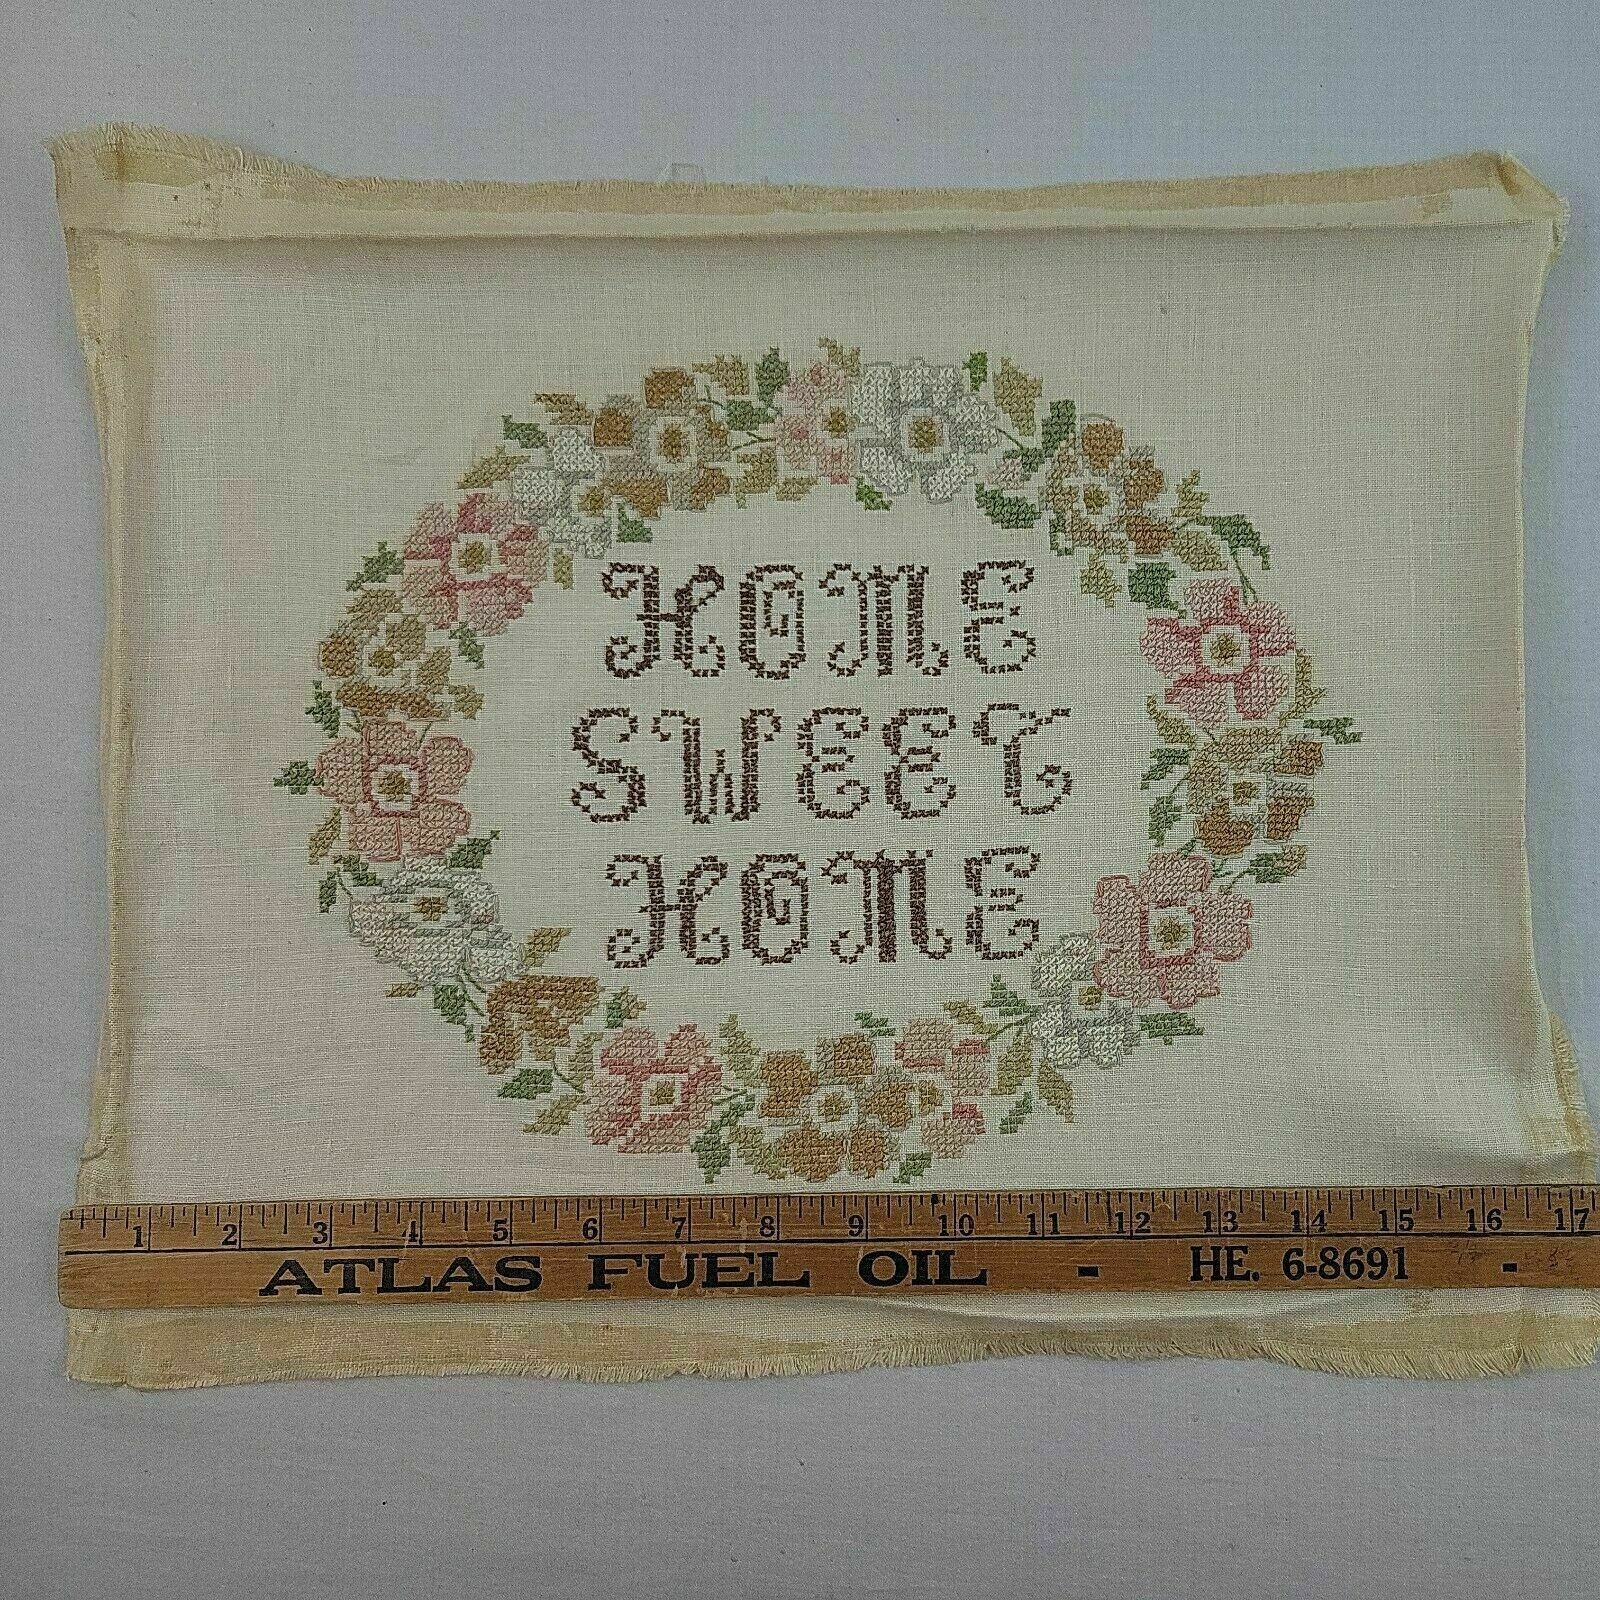 HOME
SWEET
HOME
1 2 3 4 5 6 7 8 9 10 11 12 13 14 15 16 17
ATLAS FUEL OIL - HE. 6-8691 -